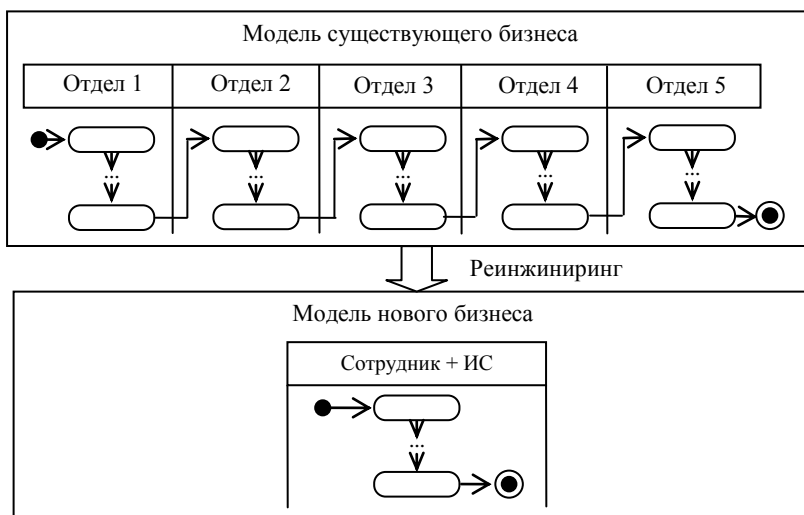 Модель существующего бизнеса
Отдел 1 Отдел 2 Отдел 3 Отдел 4 Отдел 5
... ... ... ... ...
Реинжиниринг
Модель нового бизнеса
Сотрудник + ИС
...